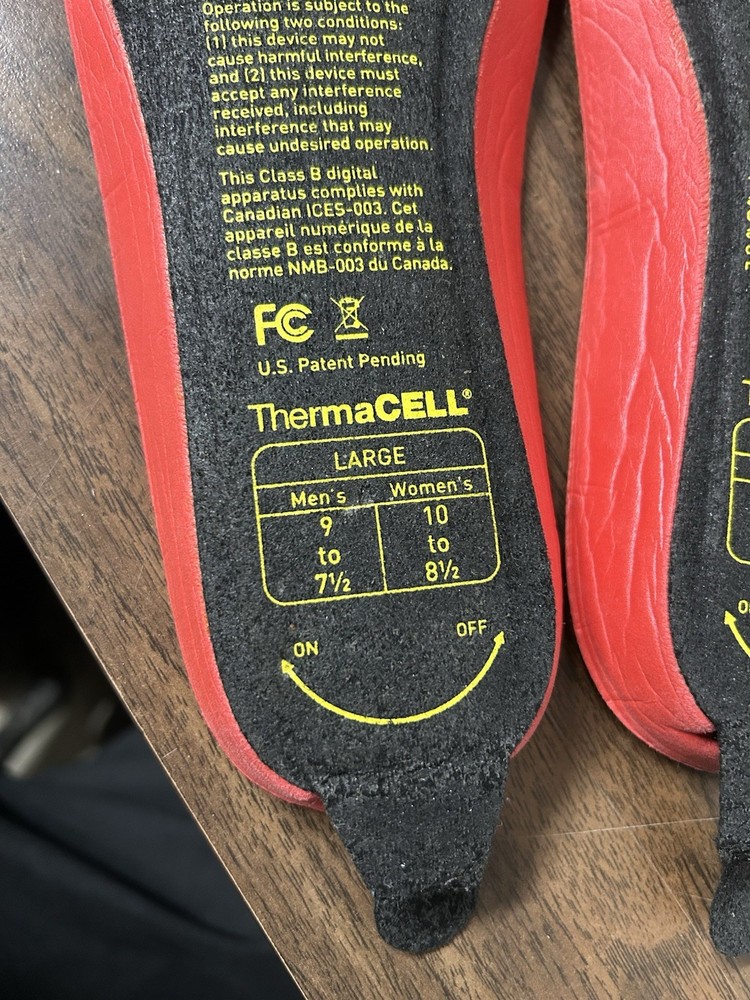 Operation is subject to the
following two conditions:
(1) this device may not
cause harmful interference,
and (2) this device must
accept any interference
received, including
interference that may
cause undesired operation.
This Class B digital
apparatus complies with
Canadian ICES-003. Cet
appareil numérique de la
classe B est conforme à la
norme NMB-003 du Canada.
FC
U.S. Patent Pending
ThermaCELL®
LARGE
Men's Women's
9 10
to to
7½ 8½
ON OFF